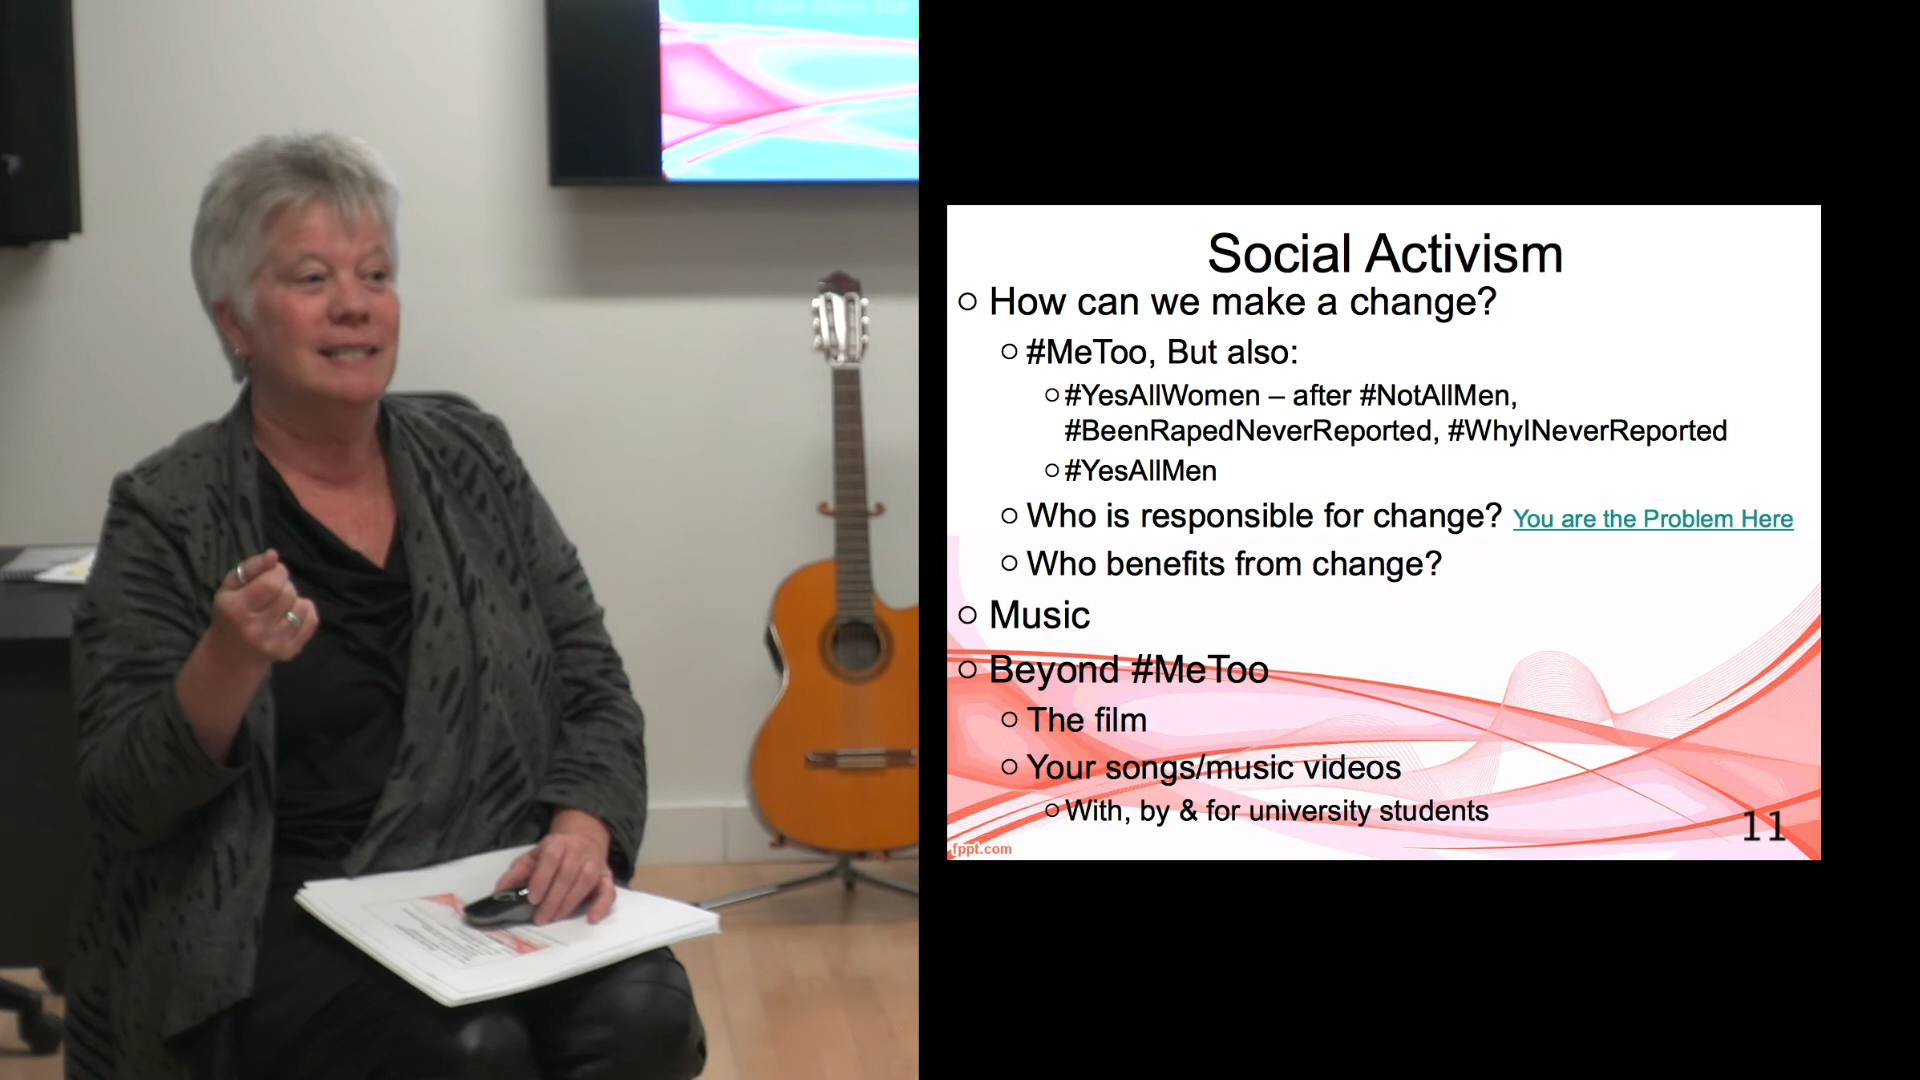 Social Activism
○ How can we make a change?
○ #MeToo, But also:
○ #YesAllWomen – after #NotAllMen,
#BeenRapedNeverReported, #WhyINeverReported
○ #YesAllMen
○ Who is responsible for change? You are the Problem Here
○ Who benefits from change?
○ Music
○ Beyond #MeToo
○ The film
○ Your songs/music videos
○ With, by & for university students
11
fppt.com